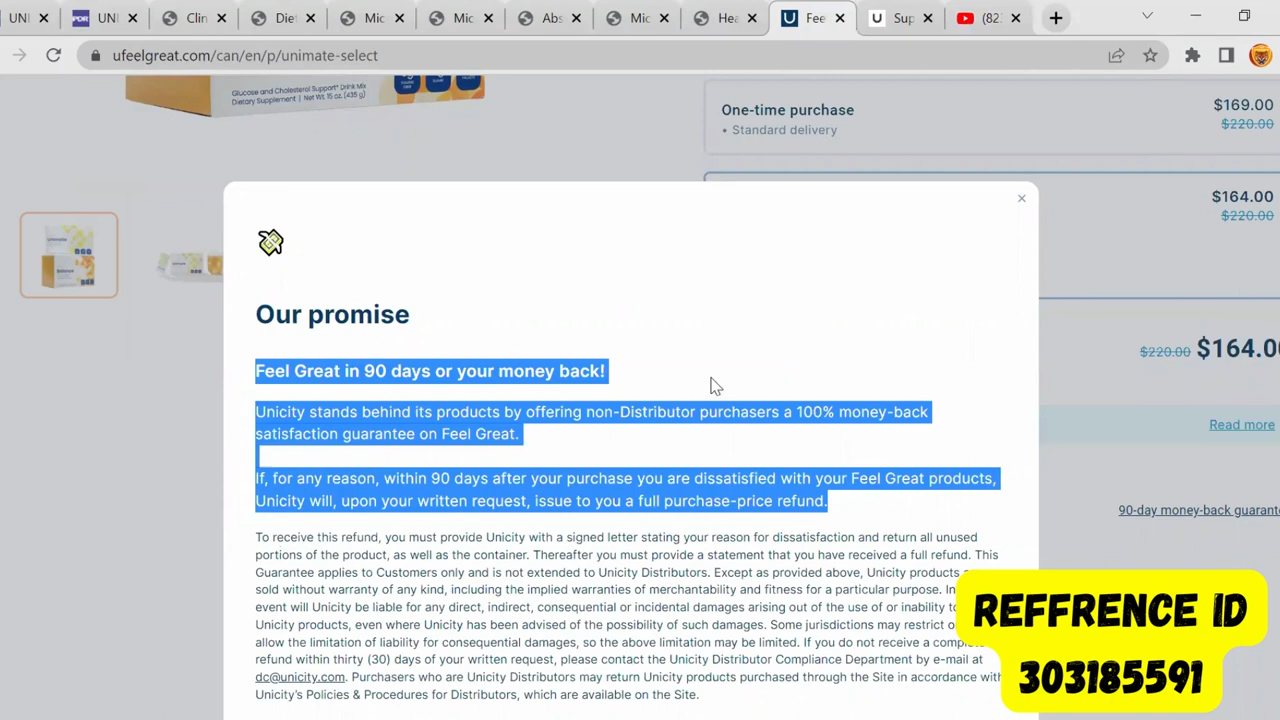 UNI
UNI
Clin
Die
Mic
Mic
Abs
Mic
Hea
Fee
Sup
(82
ufeelgreat.com/can/en/p/unimate-select
Glucose and Cholesterol Support* Drink Mix
Dietary Supplement | Net Wt. 15 oz. (435 g)
One-time purchase
$169.00
• Standard delivery
$220.00
$164.00
$220.00
Our promise
$220.00 $164.0
Feel Great in 90 days or your money back!
Unicity stands behind its products by offering non-Distributor purchasers a 100% money-back
satisfaction guarantee on Feel Great.
Read more
If, for any reason, within 90 days after your purchase you are dissatisfied with your Feel Great products,
Unicity will, upon your written request, issue to you a full purchase-price refund.
90-day money-back guarant
To receive this refund, you must provide Unicity with a signed letter stating your reason for dissatisfaction and return all unused
portions of the product, as well as the container. Thereafter you must provide a statement that you have received a full refund. This
Guarantee applies to Customers only and is not extended to Unicity Distributors. Except as provided above, Unicity products
sold without warranty of any kind, including the implied warranties of merchantability and fitness for a particular purpose. In
event will Unicity be liable for any direct, indirect, consequential or incidental damages arising out of the use of or inability
Unicity products, even where Unicity has been advised of the possibility of such damages. Some jurisdictions may restrict
allow the limitation of liability for consequential damages, so the above limitation may be limited. If you do not receive a
refund within thirty (30) days of your written request, please contact the Unicity Distributor Compliance Department by e-mail at
dc@unicity.com. Purchasers who are Unicity Distributors may return Unicity products purchased through the Site in accordance
Unicity's Policies & Procedures for Distributors, which are available on the Site.
REFFRENCE ID
303185591